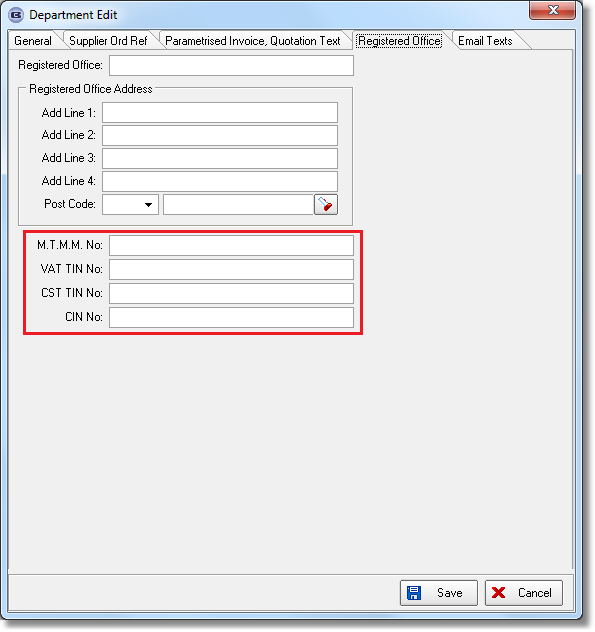 Department Edit
General Supplier Ord Ref Parametrised Invoice, Quotation Text Registered Office Email Texts
Registered Office:
Registered Office Address
Add Line 1:
Add Line 2:
Add Line 3:
Add Line 4:
Post Code:
M.T.M.M. No:
VAT TIN No:
CST TIN No:
CIN No:
Save Cancel